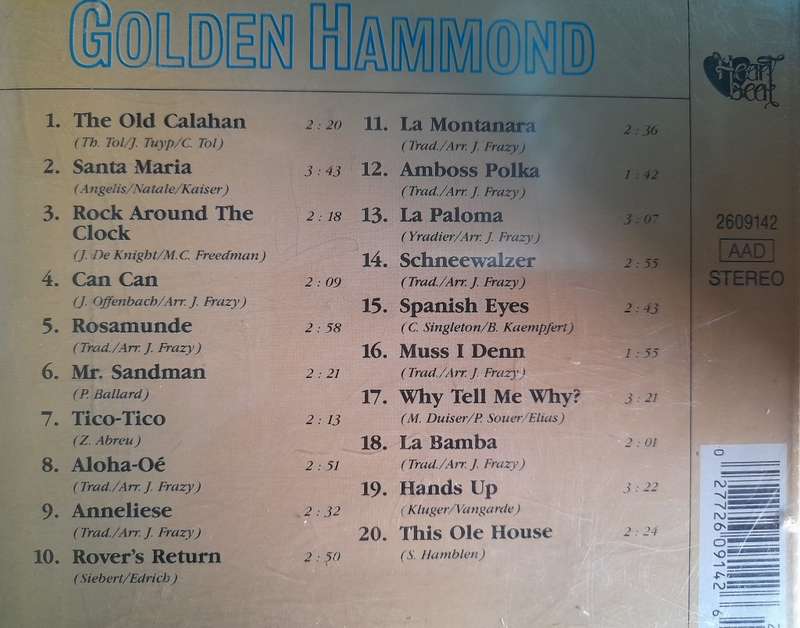 GOLDEN HAMMOND
Heart
Beat
1. The Old Calahan 2:20
(Th. Tol/J. Tuyp/C. Tol)
2. Santa Maria 3:43
(Angelis/Natale/Kaiser)
3. Rock Around The 2:18
Clock
(J. De Knight/M.C. Freedman)
4. Can Can 2:09
(J. Offenbach/Arr. J. Frazy)
5. Rosamunde 2:58
(Trad./Arr. J. Frazy)
6. Mr. Sandman 2:21
(P. Ballard)
7. Tico-Tico 2:13
(Z. Abreu)
8. Aloha-Oé 2:51
(Trad./Arr. J. Frazy)
9. Anneliese 2:32
(Trad./Arr. J. Frazy)
10. Rover's Return 2:50
(Siebert/Edrich)
11. La Montanara 2:36
(Trad./Arr. J. Frazy)
12. Amboss Polka 1:42
(Trad./Arr. J. Frazy)
13. La Paloma 3:07
(Yradier/Arr. J. Frazy)
14. Schneewalzer 2:55
(Trad./Arr. J. Frazy)
15. Spanish Eyes 2:43
(C. Singleton/B. Kaempfert)
16. Muss I Denn 1:55
(Trad./Arr. J. Frazy)
17. Why Tell Me Why? 3:21
(M. Duiser/P. Souer/Elias)
18. La Bamba 2:01
(Trad./Arr. J. Frazy)
19. Hands Up 3:22
(Kluger/Vangarde)
20. This Ole House 2:24
(S. Hamblen)
2609142
AAD
STEREO
0 27726 09142 6